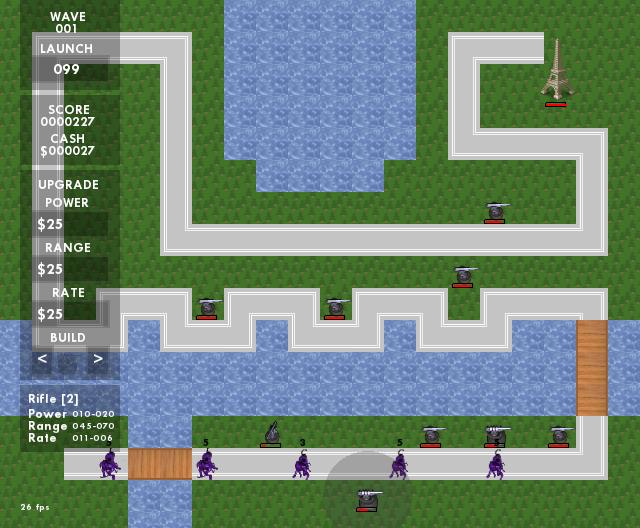 WAVE
001
LAUNCH
099
SCORE
0000227
CASH
$000027
UPGRADE
POWER
$25
RANGE
$25
RATE
$25
BUILD
< >
Rifle [2]
Power 010-020
Range 045-070
Rate 011-006
5
3
5
26 fps